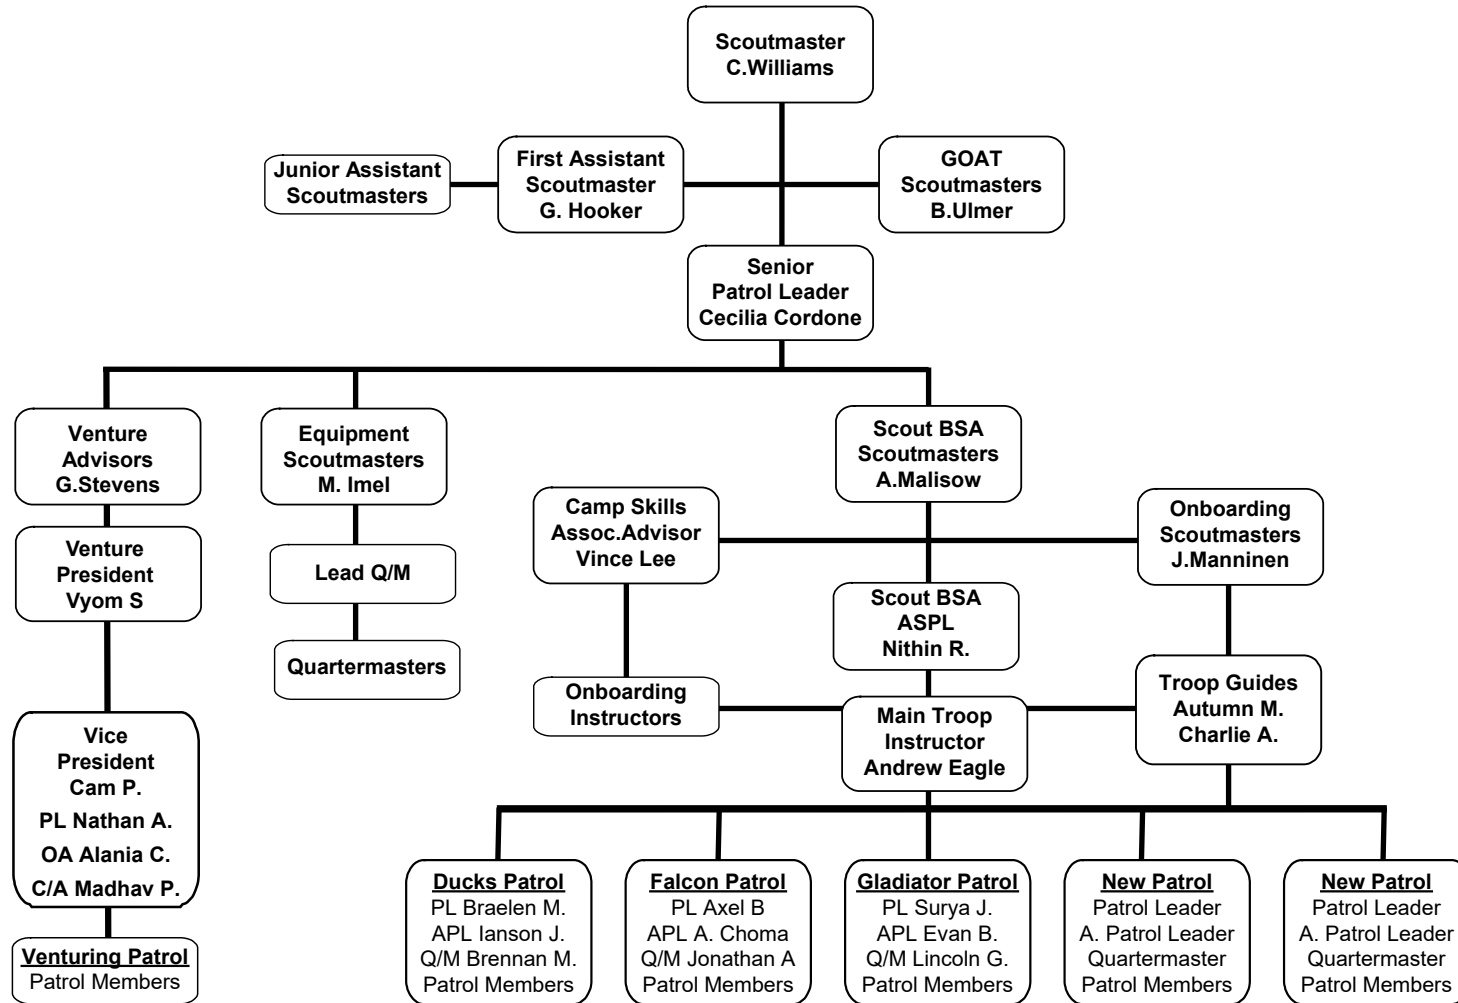 Scoutmaster
C.Williams
Junior Assistant
Scoutmasters
First Assistant
Scoutmaster
G. Hooker
GOAT
Scoutmasters
B.Ulmer
Senior
Patrol Leader
Cecilia Cordone
Venture
Advisors
G.Stevens
Equipment
Scoutmasters
M. Imel
Scout BSA
Scoutmasters
A.Malisow
Camp Skills
Assoc.Advisor
Vince Lee
Onboarding
Scoutmasters
J.Manninen
Venture
President
Vyom S
Lead Q/M
Scout BSA
ASPL
Nithin R.
Quartermasters
Onboarding
Instructors
Main Troop
Instructor
Andrew Eagle
Troop Guides
Autumn M.
Charlie A.
Vice
President
Cam P.
PL Nathan A.
OA Alania C.
C/A Madhav P.
Venturing Patrol
Patrol Members
Ducks Patrol
PL Braelen M.
APL Ianson J.
Q/M Brennan M.
Patrol Members
Falcon Patrol
PL Axel B
APL A. Choma
Q/M Jonathan A
Patrol Members
Gladiator Patrol
PL Surya J.
APL Evan B.
Q/M Lincoln G.
Patrol Members
New Patrol
Patrol Leader
A. Patrol Leader
Quartermaster
Patrol Members
New Patrol
Patrol Leader
A. Patrol Leader
Quartermaster
Patrol Members